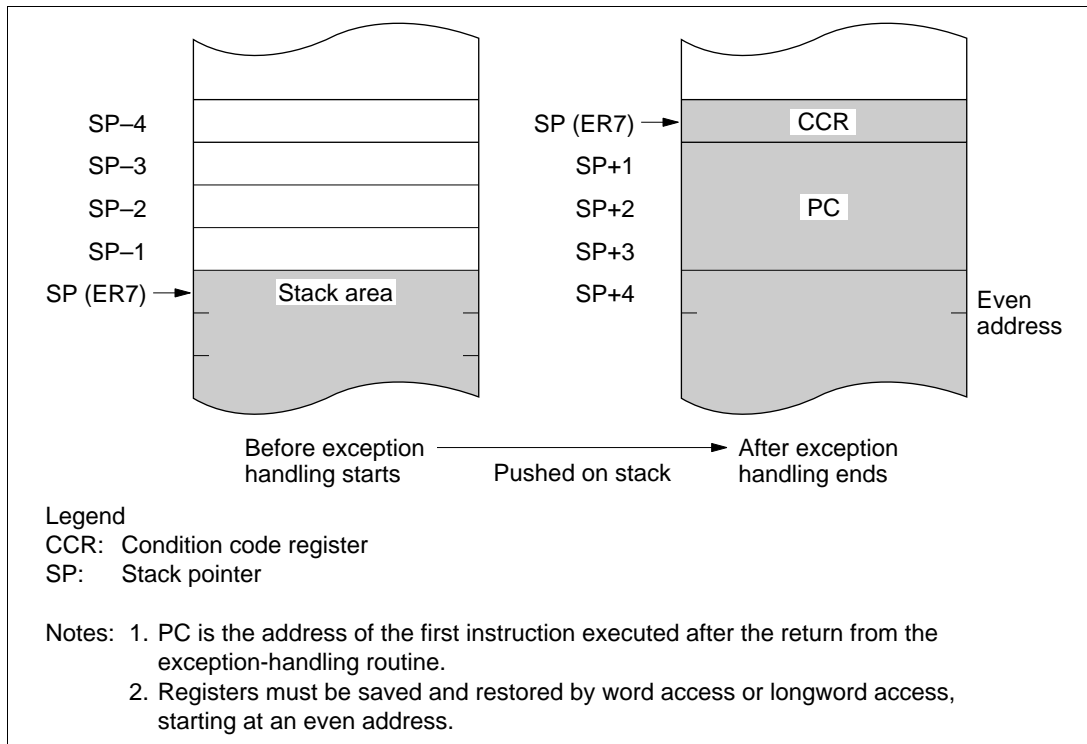 SP–4
SP–3
SP–2
SP–1
SP (ER7)
Stack area
SP (ER7)
CCR
SP+1
SP+2
PC
SP+3
SP+4
Even
address
Before exception
handling starts
Pushed on stack
After exception
handling ends
Legend
CCR: Condition code register
SP: Stack pointer
Notes: 1. PC is the address of the first instruction executed after the return from the
exception-handling routine.
2. Registers must be saved and restored by word access or longword access,
starting at an even address.